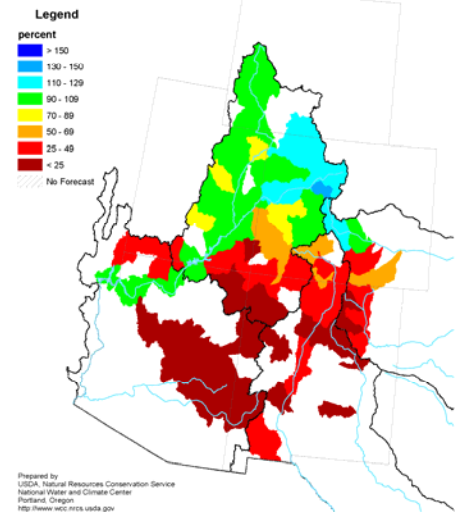 Legend
percent
> 150
130 - 150
110 - 129
90 - 109
70 - 89
50 - 69
25 - 49
< 25
No Forecast
Prepared by
USDA, Natural Resources Conservation Service
National Water and Climate Center
Portland, Oregon
http://www.wcc.nrcs.usda.gov